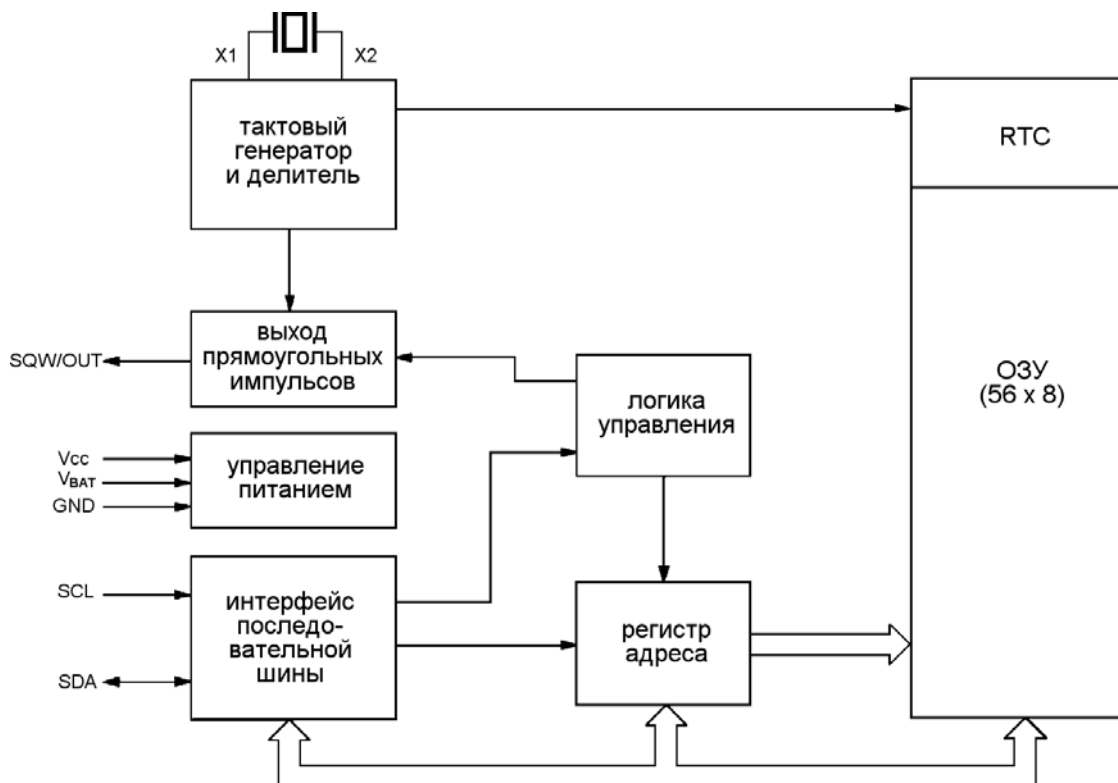 X1
X2
тактовый
генератор
и делитель
RTC
выход
прямоугольных
импульсов
SQW/OUT
логика
управления
ОЗУ
(56 x 8)
Vcc
VBAT
GND
управление
питанием
SCL
SDA
интерфейс
последо-
вательной
шины
регистр
адреса